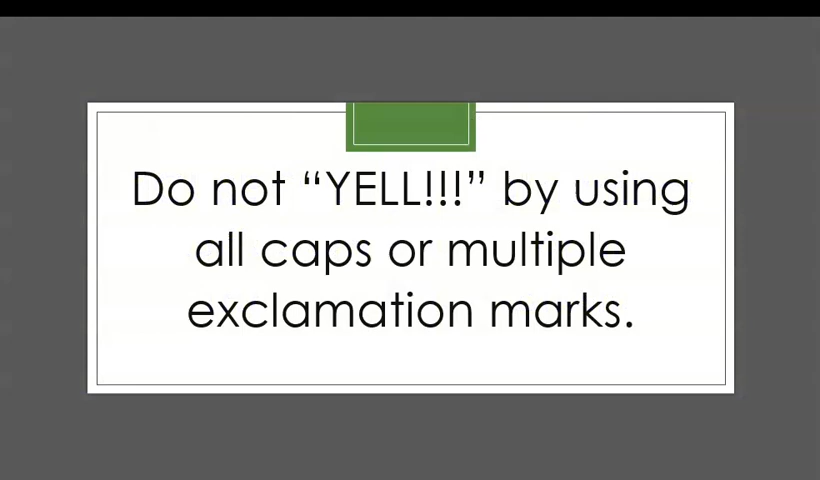 Do not “YELL!!!” by using
all caps or multiple
exclamation marks.